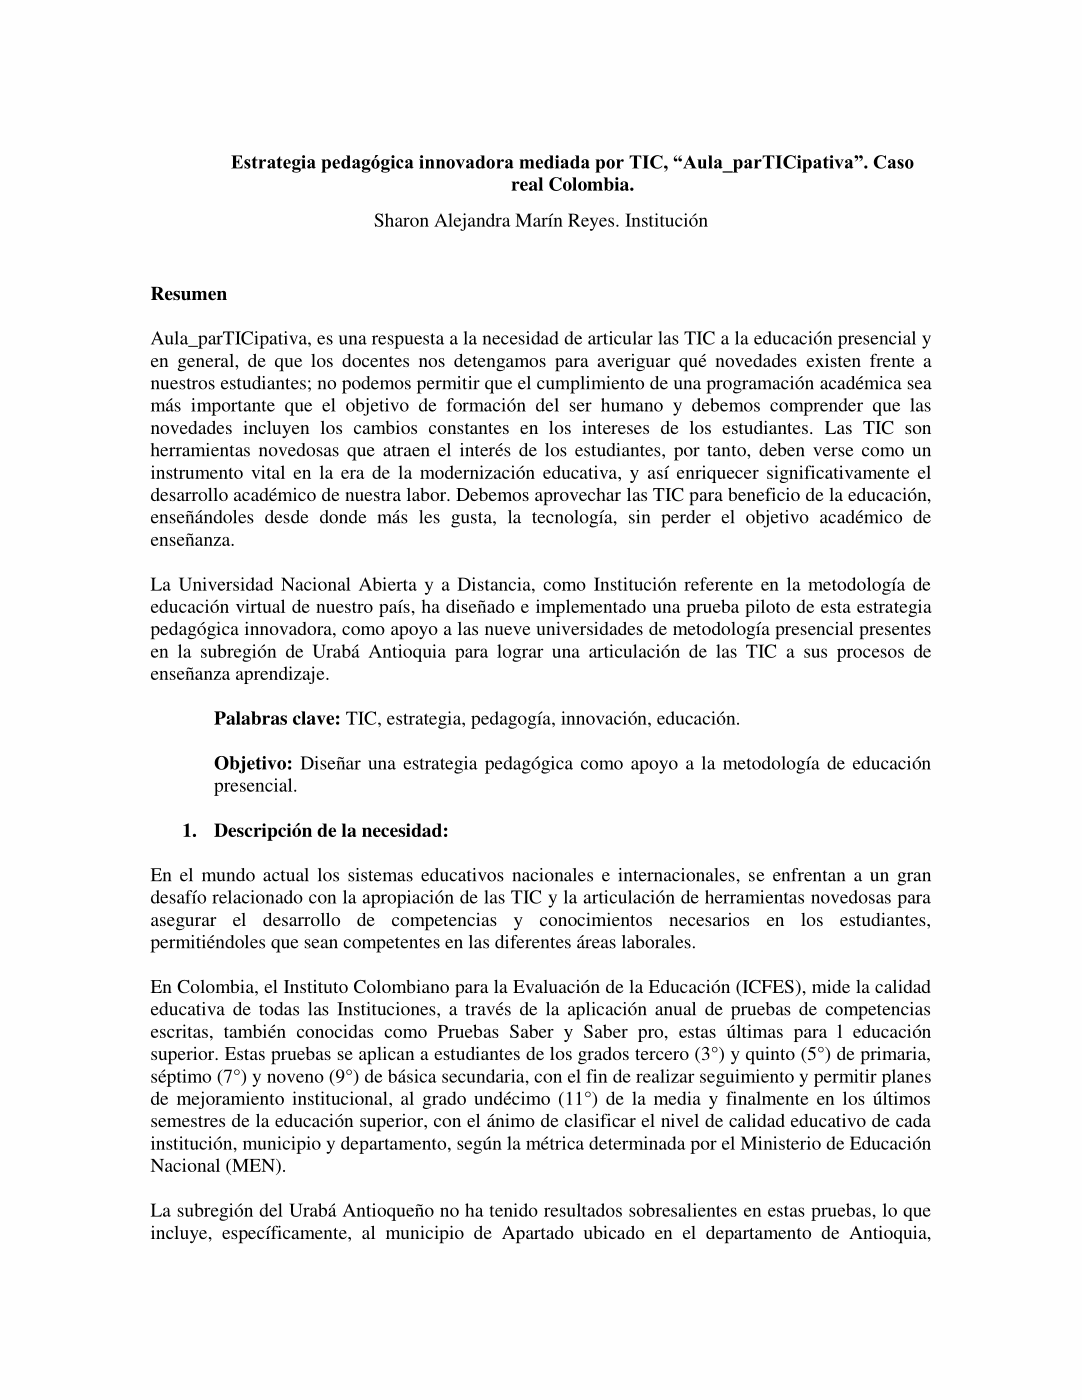 Estrategia pedagógica innovadora mediada por TIC, “Aula_parTICipativa”. Caso
real Colombia.
Sharon Alejandra Marín Reyes. Institución
Resumen
Aula_parTICipativa, es una respuesta a la necesidad de articular las TIC a la educación presencial y
en general, de que los docentes nos detengamos para averiguar qué novedades existen frente a
nuestros estudiantes; no podemos permitir que el cumplimiento de una programación académica sea
más importante que el objetivo de formación del ser humano y debemos comprender que las
novedades incluyen los cambios constantes en los intereses de los estudiantes. Las TIC son
herramientas novedosas que atraen el interés de los estudiantes, por tanto, deben verse como un
instrumento vital en la era de la modernización educativa, y así enriquecer significativamente el
desarrollo académico de nuestra labor. Debemos aprovechar las TIC para beneficio de la educación,
enseñándoles desde donde más les gusta, la tecnología, sin perder el objetivo académico de
enseñanza.
La Universidad Nacional Abierta y a Distancia, como Institución referente en la metodología de
educación virtual de nuestro país, ha diseñado e implementado una prueba piloto de esta estrategia
pedagógica innovadora, como apoyo a las nueve universidades de metodología presencial presentes
en la subregión de Urabá Antioquia para lograr una articulación de las TIC a sus procesos de
enseñanza aprendizaje.
Palabras clave: TIC, estrategia, pedagogía, innovación, educación.
Objetivo: Diseñar una estrategia pedagógica como apoyo a la metodología de educación
presencial.
1. Descripción de la necesidad:
En el mundo actual los sistemas educativos nacionales e internacionales, se enfrentan a un gran
desafío relacionado con la apropiación de las TIC y la articulación de herramientas novedosas para
asegurar el desarrollo de competencias y conocimientos necesarios en los estudiantes,
permitiéndoles que sean competentes en las diferentes áreas laborales.
En Colombia, el Instituto Colombiano para la Evaluación de la Educación (ICFES), mide la calidad
educativa de todas las Instituciones, a través de la aplicación anual de pruebas de competencias
escritas, también conocidas como Pruebas Saber y Saber pro, estas últimas para l educación
superior. Estas pruebas se aplican a estudiantes de los grados tercero (3°) y quinto (5°) de primaria,
séptimo (7°) y noveno (9°) de básica secundaria, con el fin de realizar seguimiento y permitir planes
de mejoramiento institucional, al grado undécimo (11°) de la media y finalmente en los últimos
semestres de la educación superior, con el ánimo de clasificar el nivel de calidad educativo de cada
institución, municipio y departamento, según la métrica determinada por el Ministerio de Educación
Nacional (MEN).
La subregión del Urabá Antioqueño no ha tenido resultados sobresalientes en estas pruebas, lo que
incluye, específicamente, al municipio de Apartado ubicado en el departamento de Antioquia,